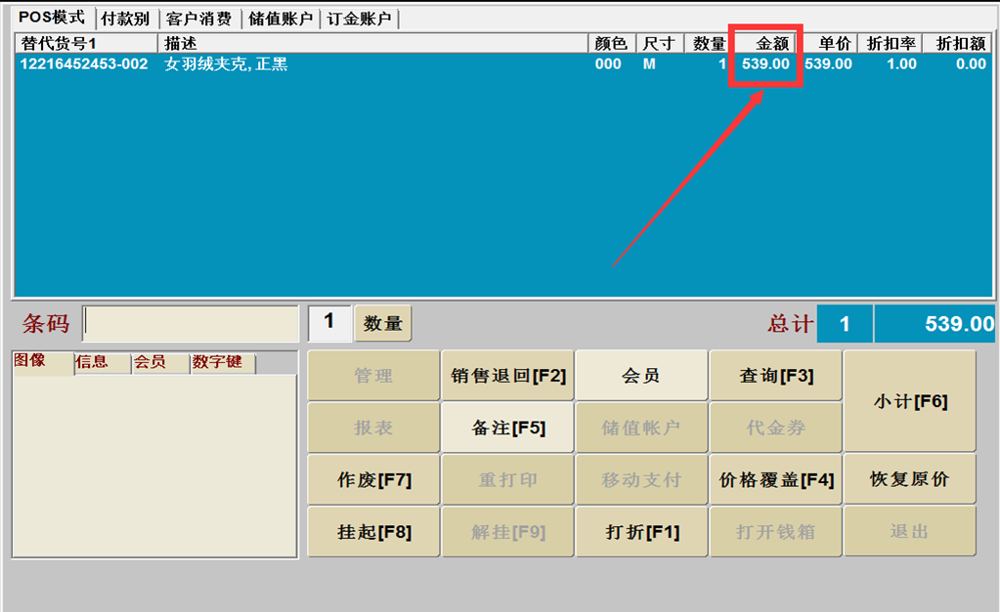 POS模式 付款别 客户消费 储值账户 订金账户
替代货号1 描述 颜色 尺寸 数量 金额 单价 折扣率 折扣额
12216452453-002 女羽绒夹克, 正黑 000 M 1 539.00 539.00 1.00 0.00
条码 1 数量 总计 1 539.00
图像 信息 会员 数字键
管理 销售退回[F2] 会员 查询[F3] 小计[F6]
报表 备注[F5] 储值帐户 代金券
作废[F7] 重打印 移动支付 价格覆盖[F4] 恢复原价
挂起[F8] 解挂[F9] 打折[F1] 打开钱箱 退出